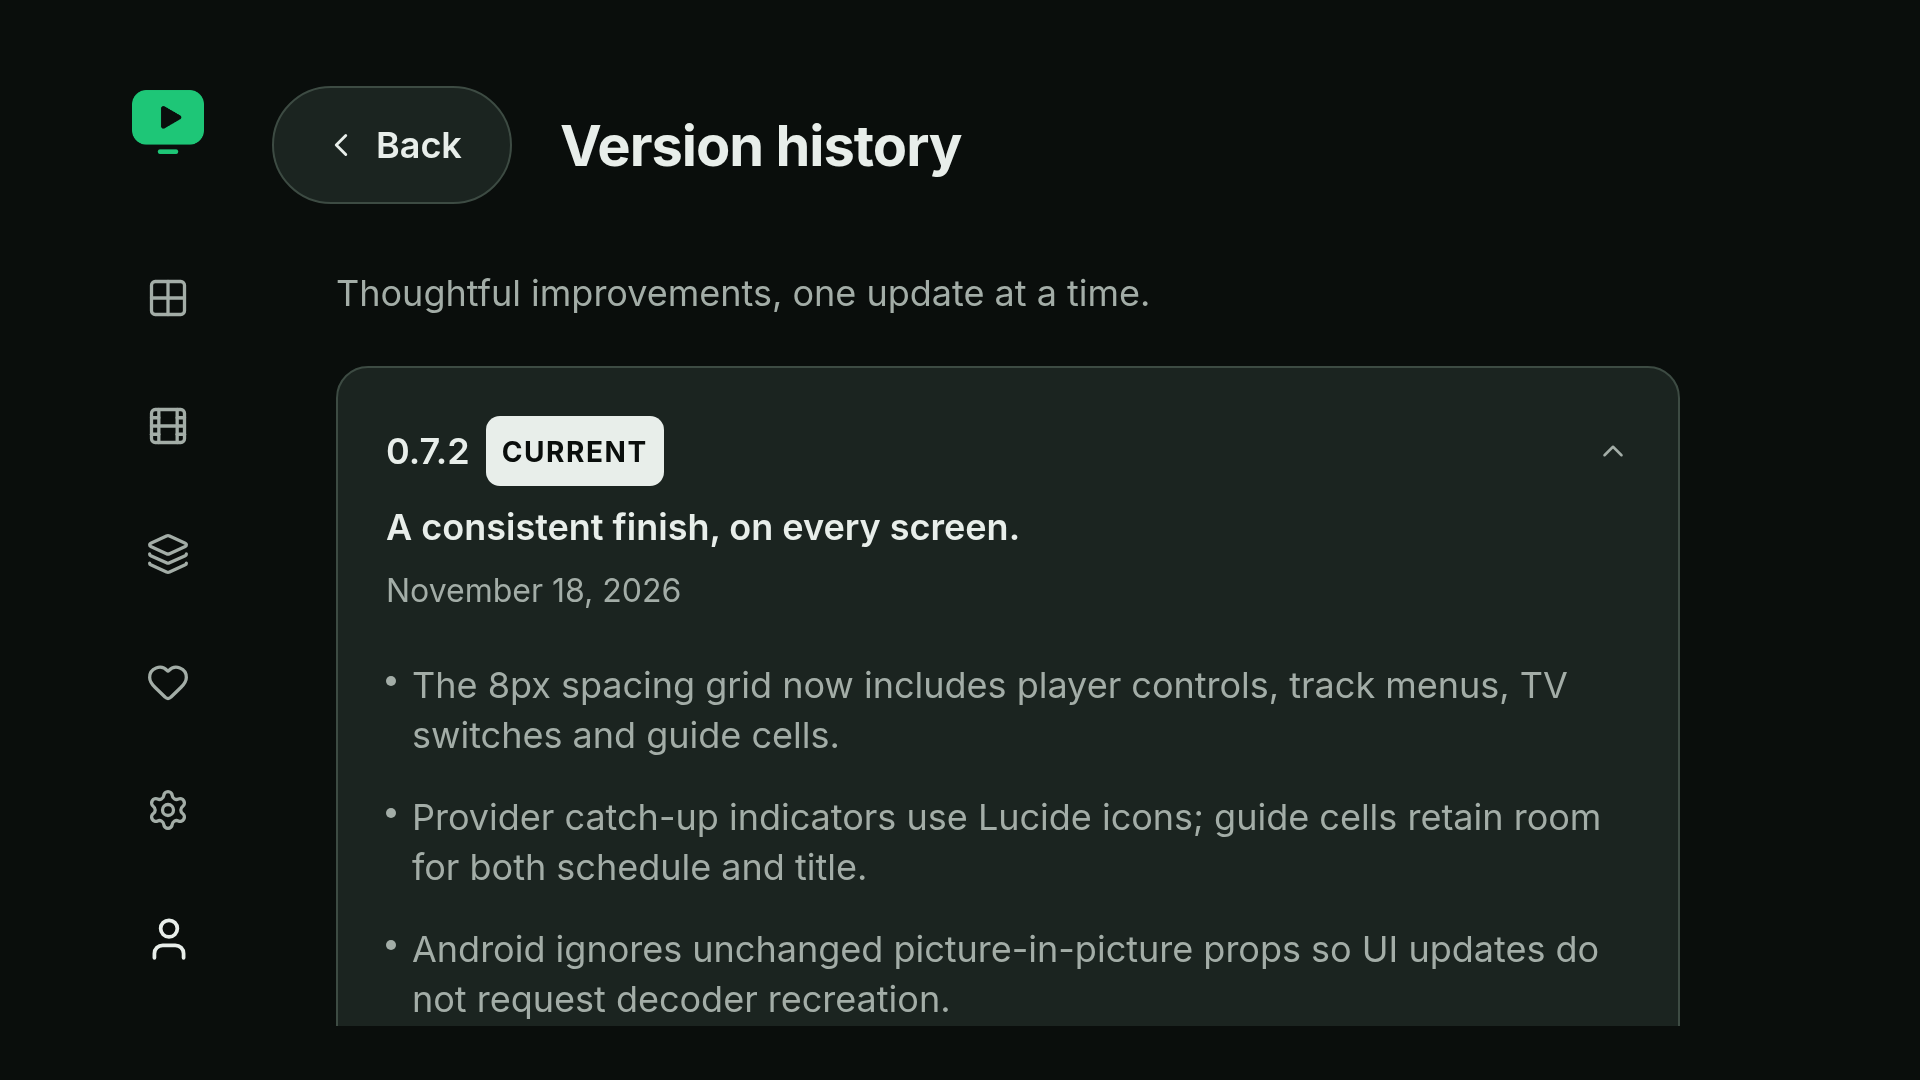 Back
Version history
Thoughtful improvements, one update at a time.
0.7.2 CURRENT
A consistent finish, on every screen.
November 18, 2026
• The 8px spacing grid now includes player controls, track menus, TV
switches and guide cells.
• Provider catch-up indicators use Lucide icons; guide cells retain room
for both schedule and title.
• Android ignores unchanged picture-in-picture props so UI updates do
not request decoder recreation.